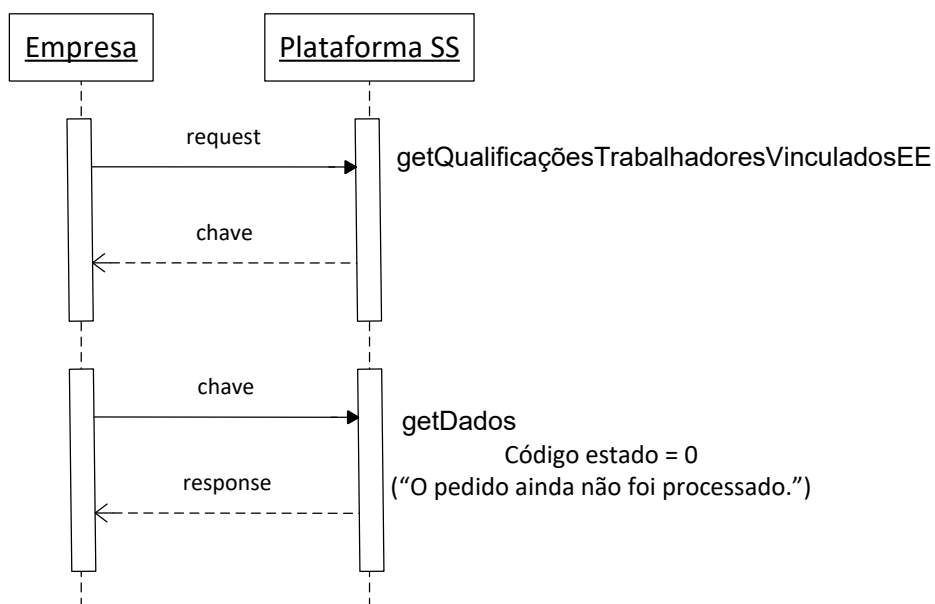 Empresa
Plataforma SS
request
getQualificaçõesTrabalhadoresVinculadosEE
chave
chave
getDados
Código estado = 0
response
(“O pedido ainda não foi processado.”)